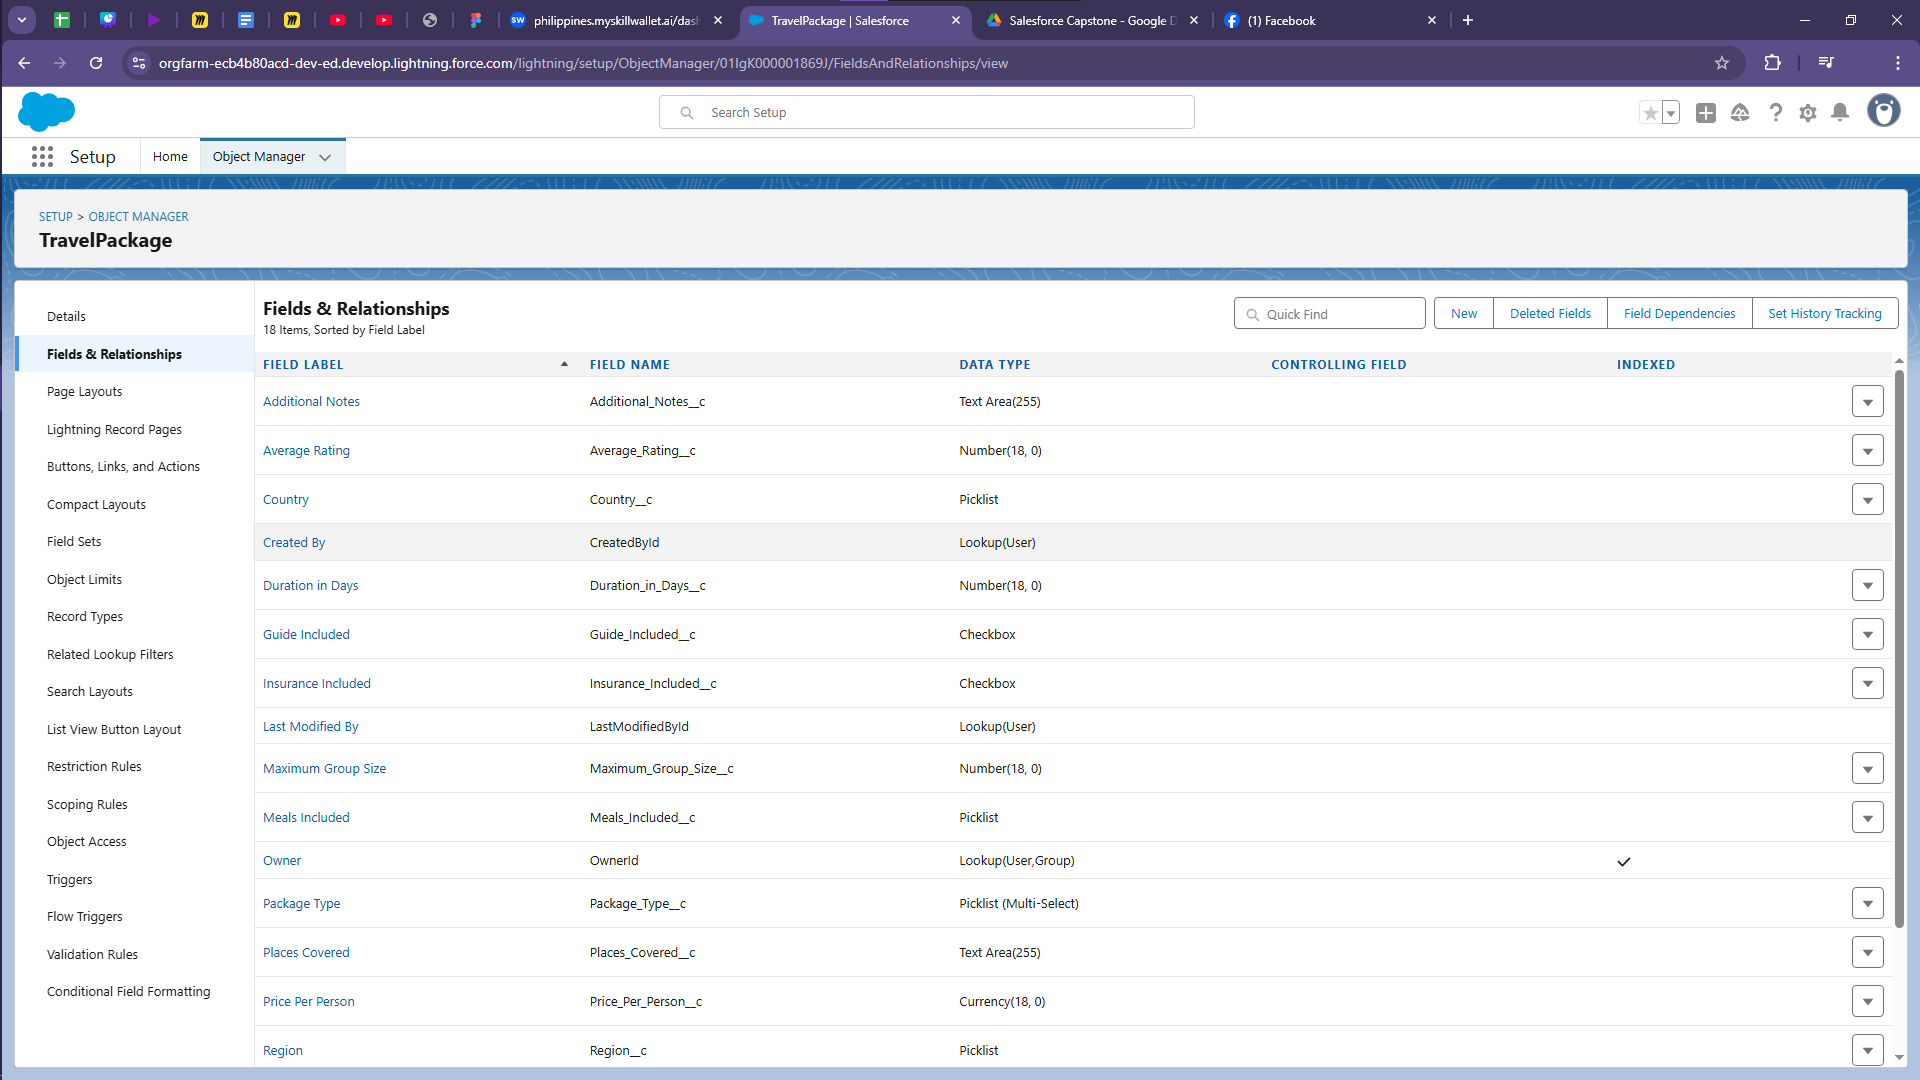 philippines.myskillwallet.ai/dash
TravelPackage | Salesforce
Salesforce Capstone - Google D
(1) Facebook
orgfarm-ecb4b80acd-dev-ed.develop.lightning.force.com/lightning/setup/ObjectManager/01IgK000001869J/FieldsAndRelationships/view
Search Setup
Setup
Home
Object Manager
SETUP > OBJECT MANAGER
TravelPackage
Details
Fields & Relationships
Page Layouts
Lightning Record Pages
Buttons, Links, and Actions
Compact Layouts
Field Sets
Object Limits
Record Types
Related Lookup Filters
Search Layouts
List View Button Layout
Restriction Rules
Scoping Rules
Object Access
Triggers
Flow Triggers
Validation Rules
Conditional Field Formatting
Fields & Relationships
18 Items, Sorted by Field Label
Quick Find
New
Deleted Fields
Field Dependencies
Set History Tracking
FIELD LABEL FIELD NAME DATA TYPE CONTROLLING FIELD INDEXED
Additional Notes Additional_Notes__c Text Area(255)
Average Rating Average_Rating__c Number(18, 0)
Country Country__c Picklist
Created By CreatedById Lookup(User)
Duration in Days Duration_in_Days__c Number(18, 0)
Guide Included Guide_Included__c Checkbox
Insurance Included Insurance_Included__c Checkbox
Last Modified By LastModifiedById Lookup(User)
Maximum Group Size Maximum_Group_Size__c Number(18, 0)
Meals Included Meals_Included__c Picklist
Owner OwnerId Lookup(User,Group)
Package Type Package_Type__c Picklist (Multi-Select)
Places Covered Places_Covered__c Text Area(255)
Price Per Person Price_Per_Person__c Currency(18, 0)
Region Region__c Picklist